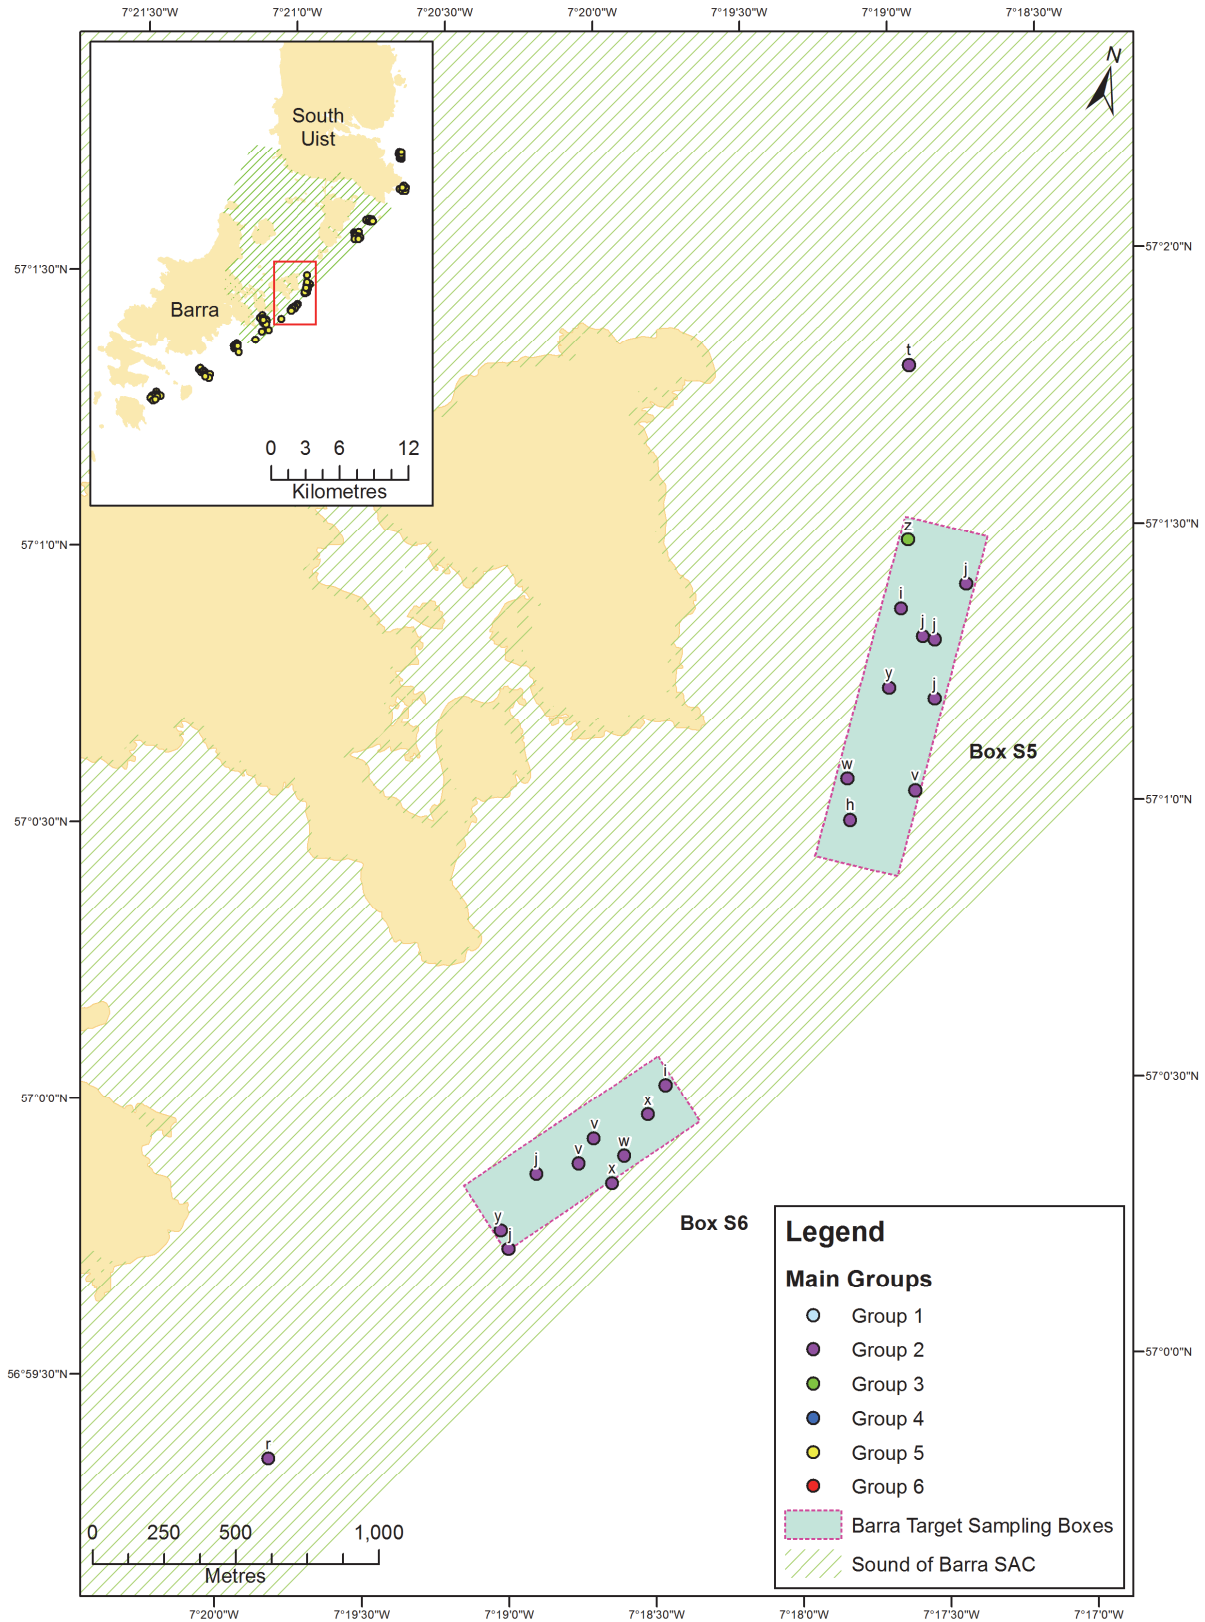 7°21'30"W 7°21'0"W 7°20'30"W 7°20'0"W 7°19'30"W 7°19'0"W 7°18'30"W
N
South
Uist
Barra
0 3 6 12
Kilometres
57°1'30"N
57°2'0"N
t
57°1'30"N
57°1'0"N
z
j
i
j j
y j
Box S5
w v
h
57°1'0"N
57°0'30"N
57°0'30"N
57°0'0"N
i
x
v
w
v
j
x
y
j
Box S6
Legend
Main Groups
Group 1
Group 2
Group 3
Group 4
Group 5
Group 6
Barra Target Sampling Boxes
Sound of Barra SAC
57°0'0"N
56°59'30"N
r
0 250 500 1,000
Metres
7°20'0"W 7°19'30"W 7°19'0"W 7°18'30"W 7°18'0"W 7°17'30"W 7°17'0"W